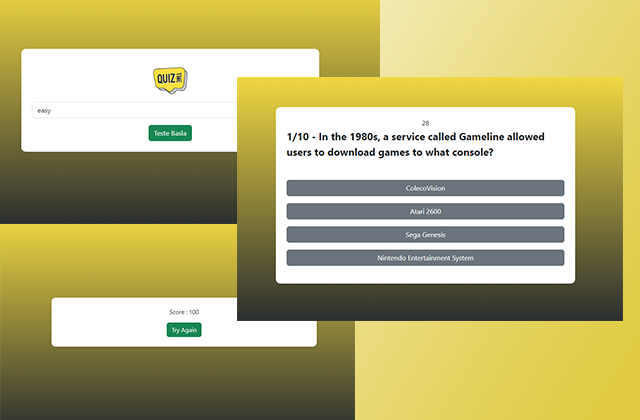 QUIZ
easy
Teste Basla
28
1/10 - In the 1980s, a service called Gameline allowed
users to download games to what console?
ColecoVision
Atari 2600
Sega Genesis
Nintendo Entertainment System
Score : 100
Try Again